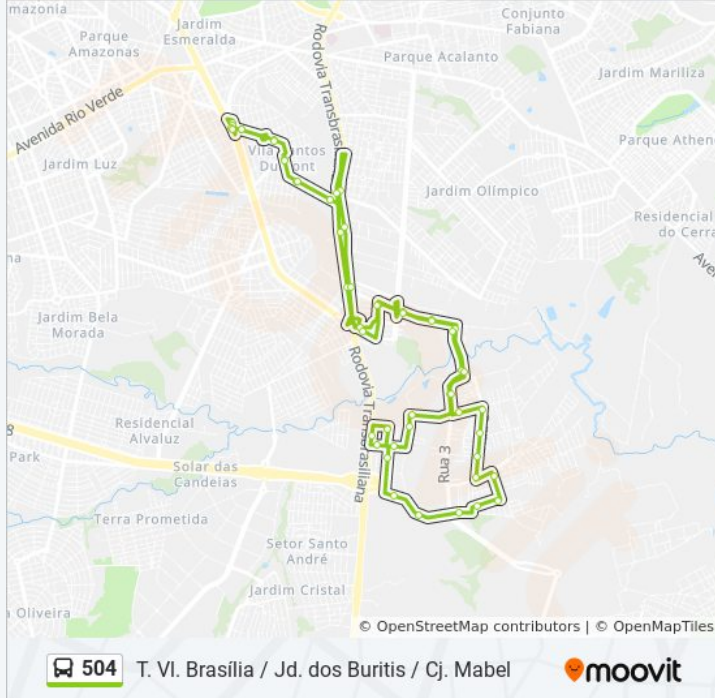 mazonia
Jardim
Esmeralda
Conjunto
Fabiana
Parque
Amazonas
Rodovia Transbras
Parque Acalanto
Jardim Mariliza
Avenida Rio Verde
Vila Santos
Dumont
Parque Athen
Jardim Luz
Jardim Olímpico
Residencial
do Cerra
Ave
na
Jardim Bela
Morada
Rodovia Transbrasiliana
Residencial
Alvaluz
8
Park
Solar das
Candeias
Rua 3
Terra Prometida
Setor Santo
André
Jardim Cristal
a Oliveira
© OpenStreetMap contributors | © OpenMapTiles
504 T. Vl. Brasília / Jd. dos Buritis / Cj. Mabel moovit